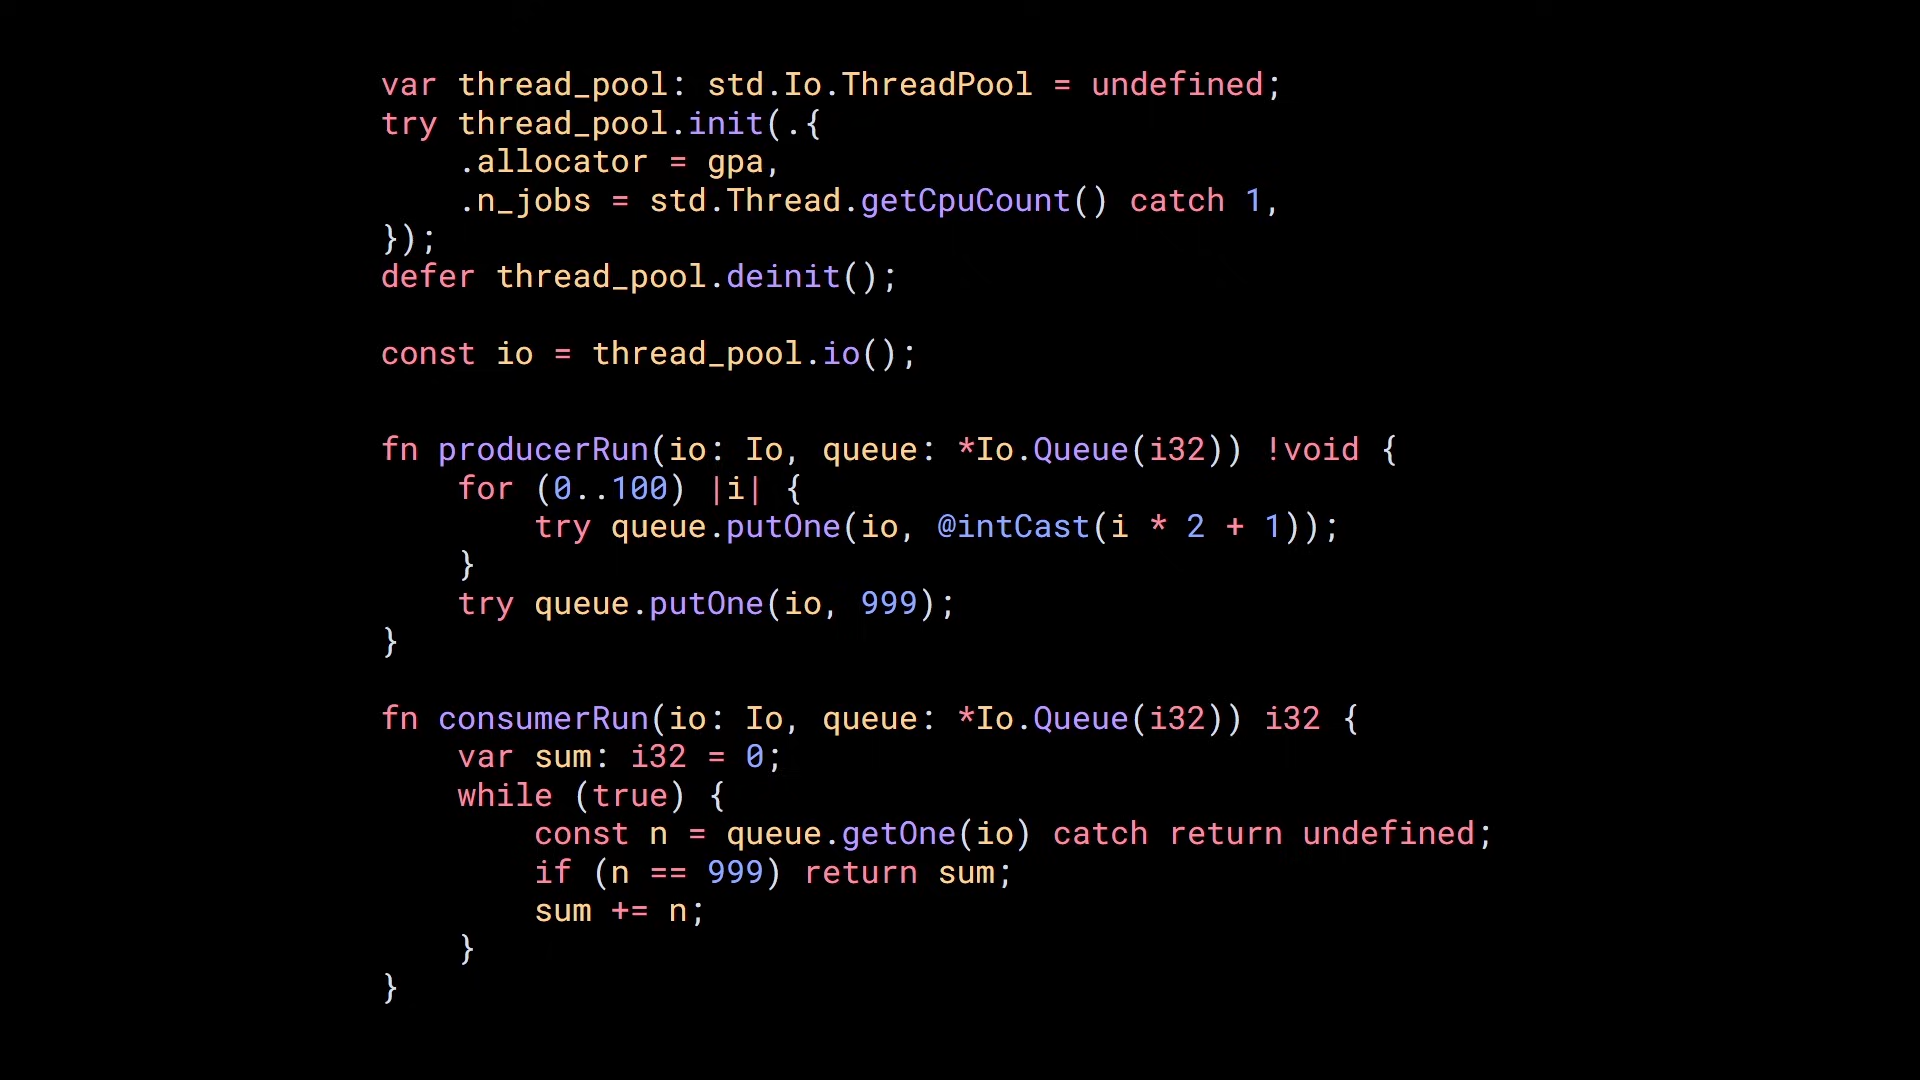 var thread_pool: std.Io.ThreadPool = undefined;
try thread_pool.init(.{
    .allocator = gpa,
    .n_jobs = std.Thread.getCpuCount() catch 1,
});
defer thread_pool.deinit();

const io = thread_pool.io();

fn producerRun(io: Io, queue: *Io.Queue(i32)) !void {
    for (0..100) |i| {
        try queue.putOne(io, @intCast(i * 2 + 1));
    }
    try queue.putOne(io, 999);
}

fn consumerRun(io: Io, queue: *Io.Queue(i32)) i32 {
    var sum: i32 = 0;
    while (true) {
        const n = queue.getOne(io) catch return undefined;
        if (n == 999) return sum;
        sum += n;
    }
}